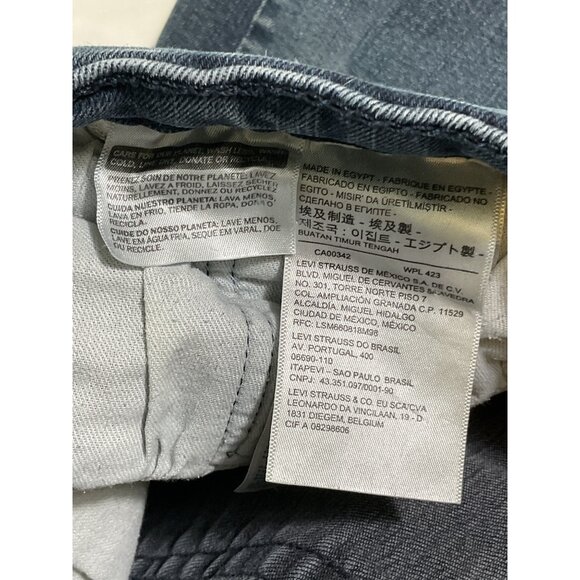 CARE FOR OUR PLANET: WASH LESS,
COLD, LINE DRY, DONATE OR RECYCLE.
PRENEZ SOIN DE NOTRE PLANETE: LAVEZ
MOINS, LAVEZ A FROID, LAISSEZ SECHER
NATURELLEMENT, DONNEZ OU RECYCLEZ.
CUIDA NUESTRO PLANETA: LAVA MENOS,
LAVA EN FRIO, TIENDE LA ROPA, DONA O
RECICLA.
CUIDE DO NOSSO PLANETA: LAVE MENOS,
LAVE EM ÁGUA FRIA, SEQUE EM VARAL, DOE
OU RECICLE.
MADE IN EGYPT - FABRIQUE EN EGYPTE -
FABRICADO EN EGIPTO - FABRICADO NO
EGITO - MISIR' DA ÜRETİLMİŞTİR -
СДЕЛАНО В ЕГИПТЕ -
埃及制造 - 埃及製 -
제조국 : 이집트 - エジプト製 -
BUATAN TIMUR TENGAH
CA00342 WPL 423
LEVI STRAUSS DE MÉXICO S.A. DE C.V.
BLVD. MIGUEL DE CERVANTES SAAVEDRA
NO. 301, TORRE NORTE PISO 7
COL. AMPLIACIÓN GRANADA C.P. 11529
ALCALDÍA. MIGUEL HIDALGO
CIUDAD DE MÉXICO, MÉXICO
RFC: LSM660818M98
LEVI STRAUSS DO BRASIL
AV. PORTUGAL, 400
06690-110
ITAPEVI – SAO PAULO BRASIL
CNPJ: 43.351.097/0001-90
LEVI STRAUSS & CO. EU SCA'CVA
LEONARDO DA VINCILAAN, 19 - D
1831 DIEGEM, BELGIUM
CIF A 08298606